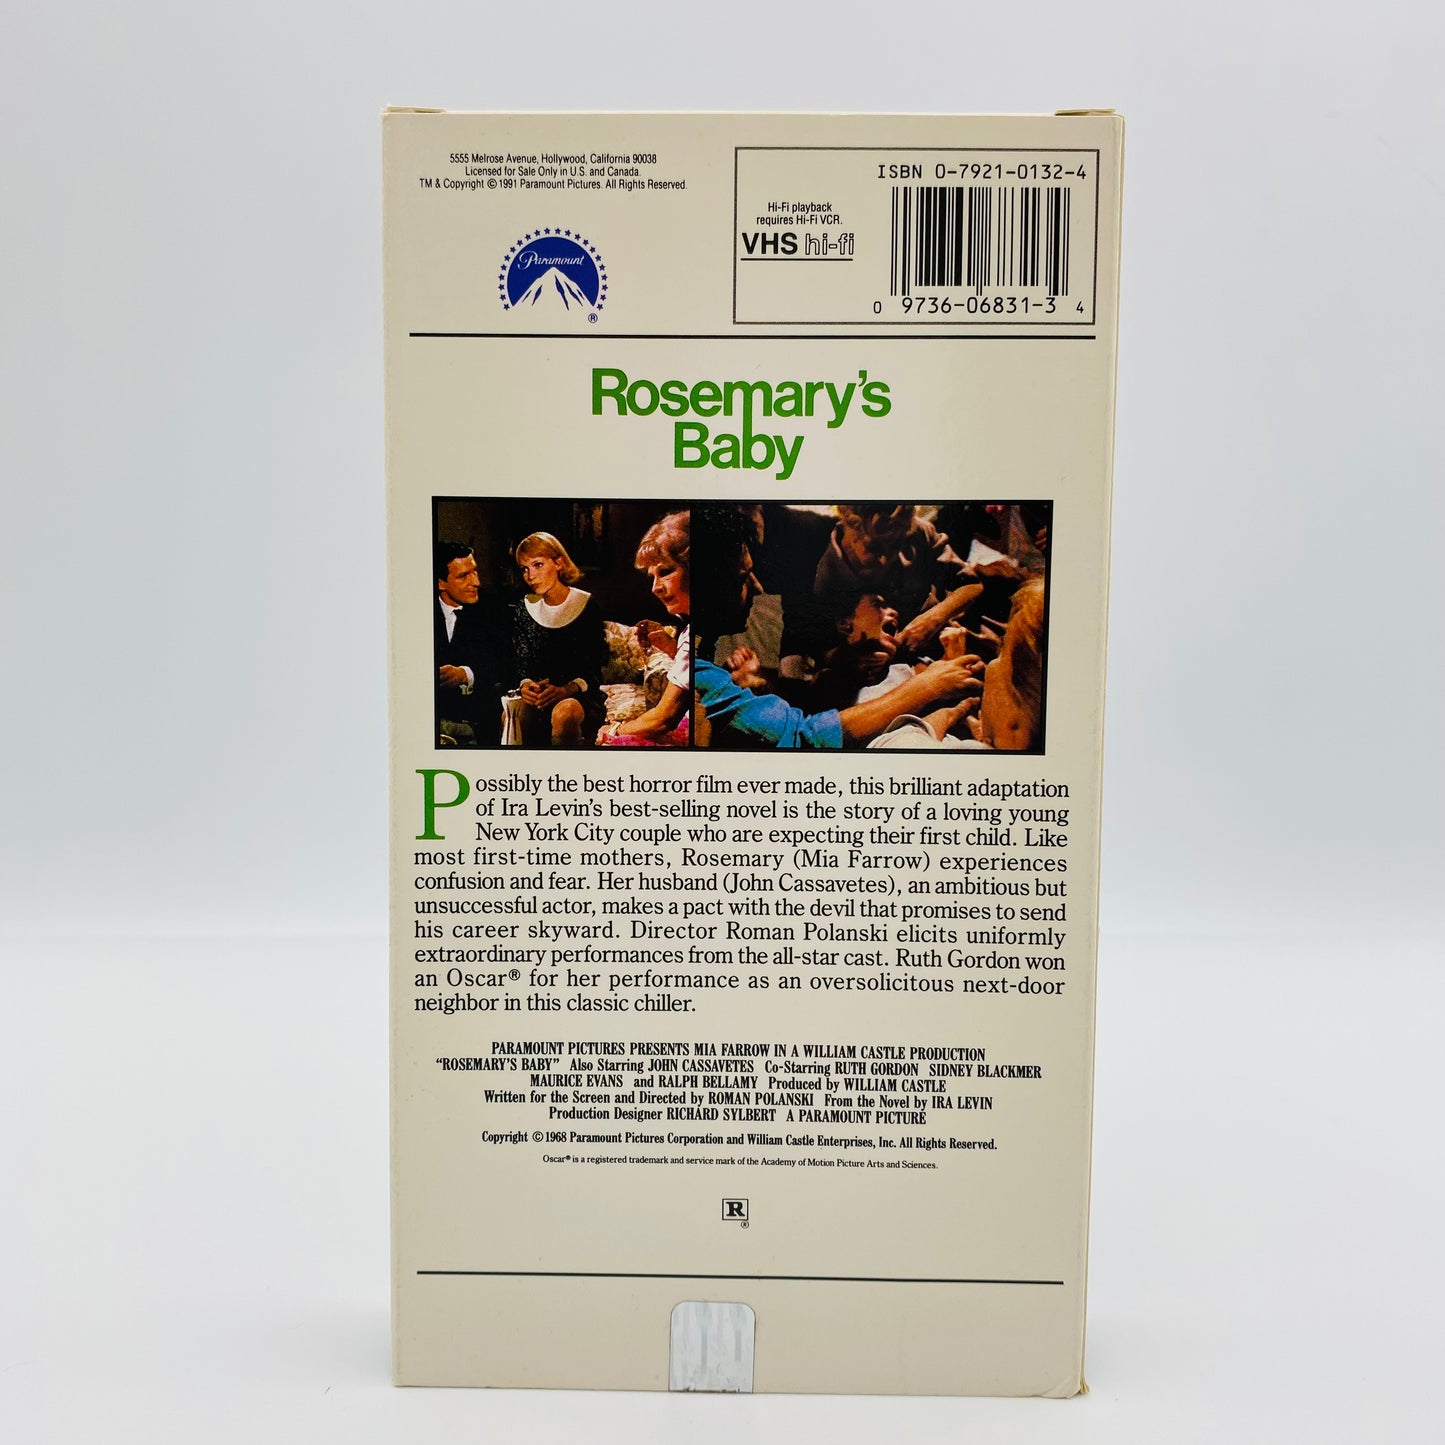 5555 Melrose Avenue, Hollywood, California 90038
Licensed for Sale Only in U.S. and Canada.
TM & Copyright © 1991 Paramount Pictures. All Rights Reserved.
Paramount
®
ISBN 0-7921-0132-4
Hi-Fi playback
requires Hi-Fi VCR.
VHS hi-fi
0 9736-06831-3 4
Rosemary's
Baby
Possibly the best horror film ever made, this brilliant adaptation
of Ira Levin's best-selling novel is the story of a loving young
New York City couple who are expecting their first child. Like
most first-time mothers, Rosemary (Mia Farrow) experiences
confusion and fear. Her husband (John Cassavetes), an ambitious but
unsuccessful actor, makes a pact with the devil that promises to send
his career skyward. Director Roman Polanski elicits uniformly
extraordinary performances from the all-star cast. Ruth Gordon won
an Oscar® for her performance as an oversolicitous next-door
neighbor in this classic chiller.
PARAMOUNT PICTURES PRESENTS MIA FARROW IN A WILLIAM CASTLE PRODUCTION
"ROSEMARY'S BABY" Also Starring JOHN CASSAVETES Co-Starring RUTH GORDON SIDNEY BLACKMER
MAURICE EVANS and RALPH BELLAMY Produced by WILLIAM CASTLE
Written for the Screen and Directed by ROMAN POLANSKI From the Novel by IRA LEVIN
Production Designer RICHARD SYLBERT A PARAMOUNT PICTURE
Copyright © 1968 Paramount Pictures Corporation and William Castle Enterprises, Inc. All Rights Reserved.
Oscar® is a registered trademark and service mark of the Academy of Motion Picture Arts and Sciences.
R
®